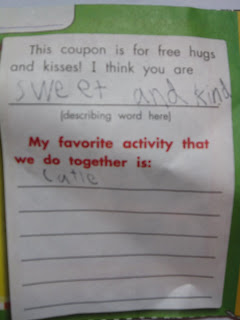 This coupon is for free hugs
and kisses! I think you are
sweet and kind
(describing word here)
My favorite activity that
we do together is:
Cutle